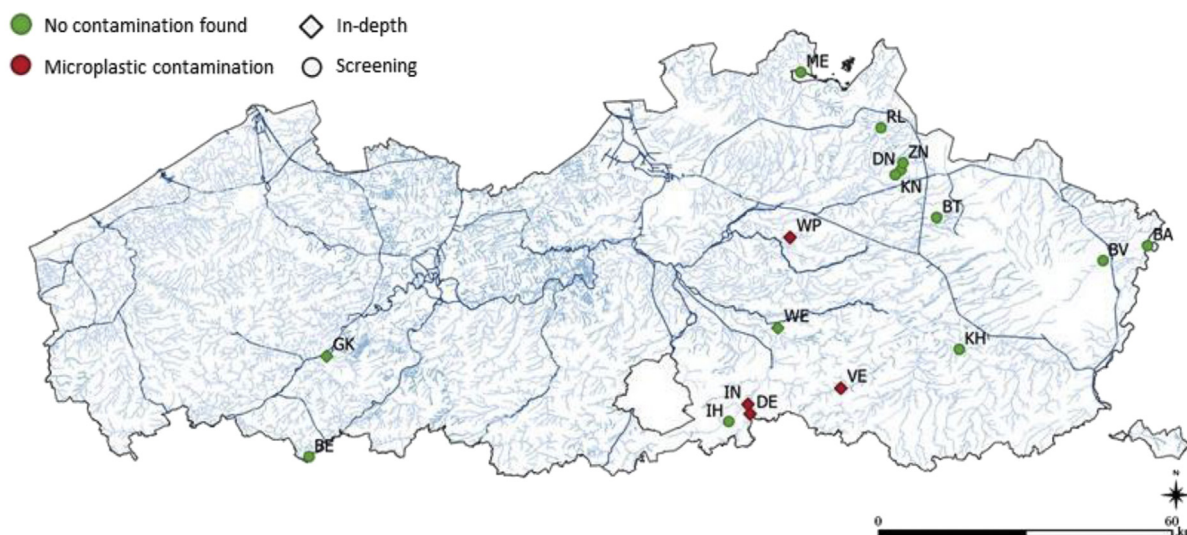 No contamination found
In-depth
Microplastic contamination
Screening
ME
RL
ZN
DN
KN
BT
WP
BA
BV
WE
KH
GK
VE
IN
DE
IH
BE
N
0
60